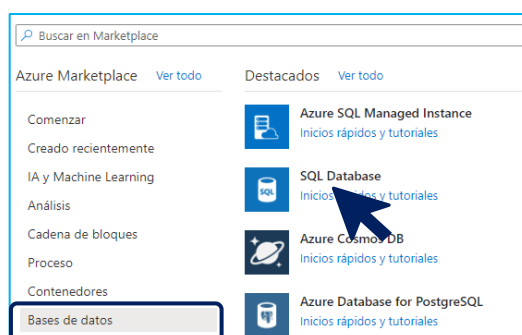 Buscar en Marketplace
Azure Marketplace Ver todo
Destacados Ver todo
Comenzar
Creado recientemente
IA y Machine Learning
Análisis
Cadena de bloques
Proceso
Contenedores
Bases de datos
Azure SQL Managed Instance
Inicios rápidos y tutoriales
SQL
SQL Database
Inicios rápidos y tutoriales
Azure Cosmos DB
Inicios rápidos y tutoriales
Azure Database for PostgreSQL
Inicios rápidos y tutoriales